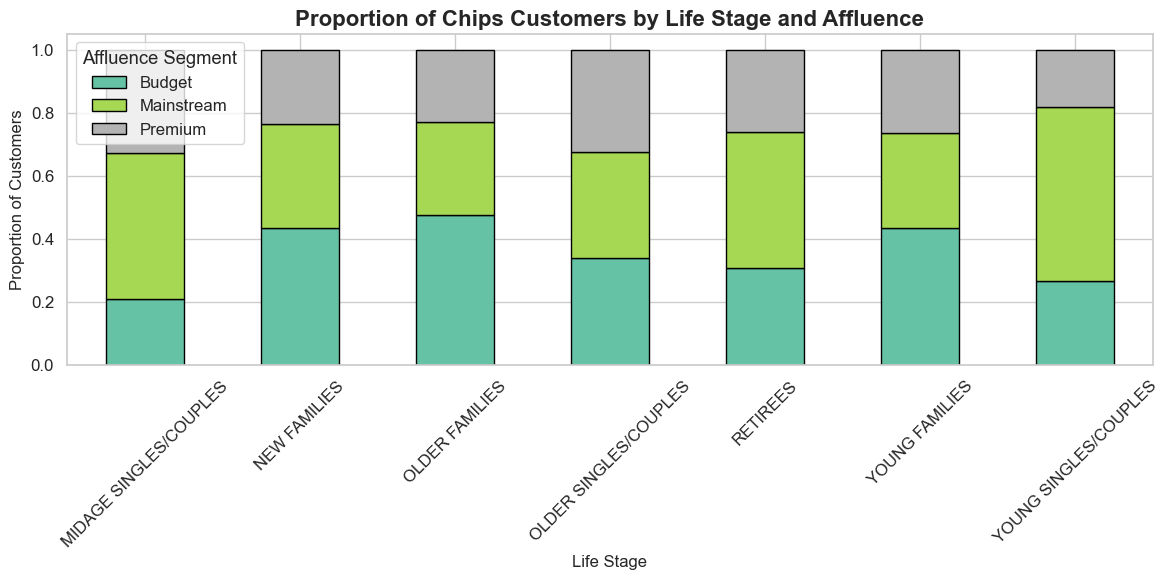 Proportion of Chips Customers by Life Stage and Affluence
Affluence Segment
Budget
Mainstream
Premium
Proportion of Customers
1.0
0.8
0.6
0.4
0.2
0.0
MIDAGE SINGLES/COUPLES
NEW FAMILIES
OLDER FAMILIES
OLDER SINGLES/COUPLES
RETIREES
YOUNG FAMILIES
YOUNG SINGLES/COUPLES
Life Stage